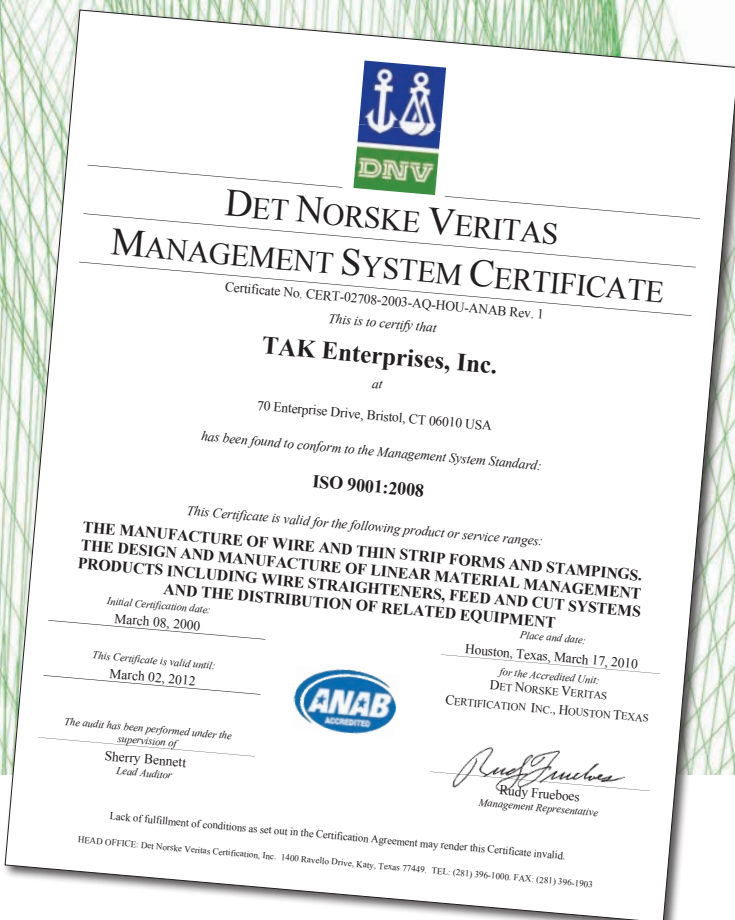 DNV
DET NORSKE VERITAS
MANAGEMENT SYSTEM CERTIFICATE
Certificate No. CERT-02708-2003-AQ-HOU-ANAB Rev. 1
This is to certify that
TAK Enterprises, Inc.
at
70 Enterprise Drive, Bristol, CT 06010 USA
has been found to conform to the Management System Standard:
ISO 9001:2008
This Certificate is valid for the following product or service ranges:
THE MANUFACTURE OF WIRE AND THIN STRIP FORMS AND STAMPINGS.
THE DESIGN AND MANUFACTURE OF LINEAR MATERIAL MANAGEMENT
PRODUCTS INCLUDING WIRE STRAIGHTENERS, FEED AND CUT SYSTEMS
AND THE DISTRIBUTION OF RELATED EQUIPMENT
Initial Certification date:
March 08, 2000
This Certificate is valid until:
March 02, 2012
The audit has been performed under the
supervision of
Sherry Bennett
Lead Auditor
ANAB
ACCREDITED
Place and date:
Houston, Texas, March 17, 2010
for the Accredited Unit:
DET NORSKE VERITAS
CERTIFICATION INC., HOUSTON TEXAS
Rudy Frueboes
Rudy Frueboes
Management Representative
Lack of fulfillment of conditions as set out in the Certification Agreement may render this Certificate invalid.
HEAD OFFICE: Det Norske Veritas Certification, Inc. 1400 Ravello Drive, Katy, Texas 77449. TEL: (281) 396-1000. FAX: (281) 396-1903